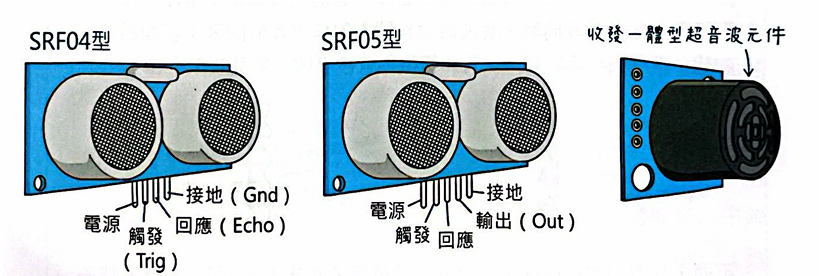 SRF04型
電源
觸發
(Trig)
回應(Echo)
接地(Gnd)
SRF05型
電源
觸發
回應
輸出(Out)
接地
收發一體型超音波元件